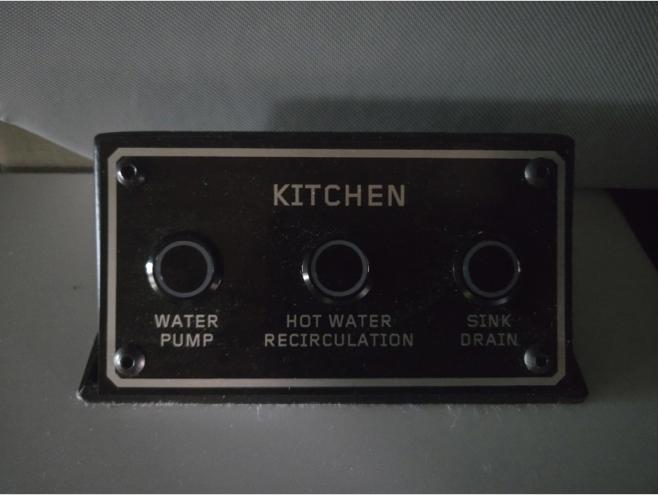 KITCHEN
WATER
PUMP
HOT WATER
RECIRCULATION
SINK
DRAIN